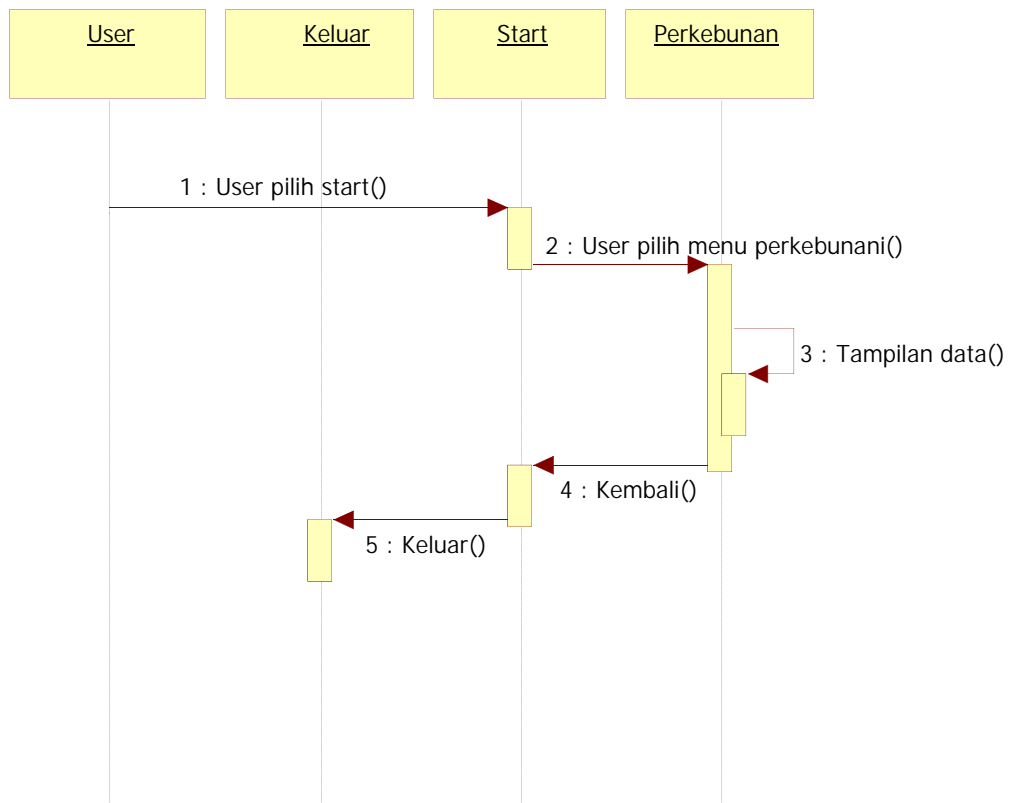 User
Keluar
Start
Perkebunan
1 : User pilih start()
2 : User pilih menu perkebunani()
3 : Tampilan data()
4 : Kembali()
5 : Keluar()